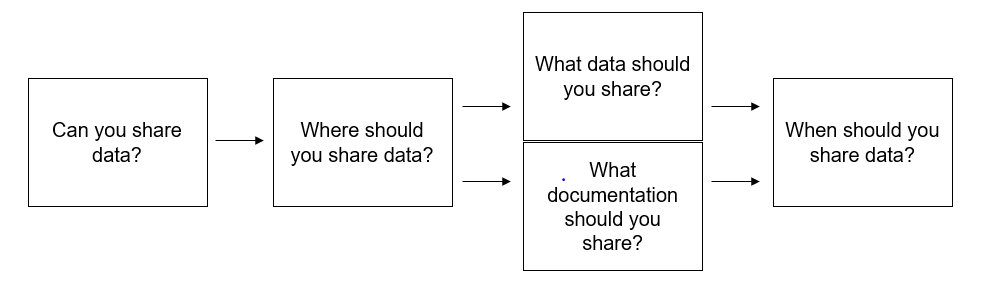 Can you share
data?
Where should
you share data?
What data should
you share?
What
documentation
should you
share?
When should you
share data?